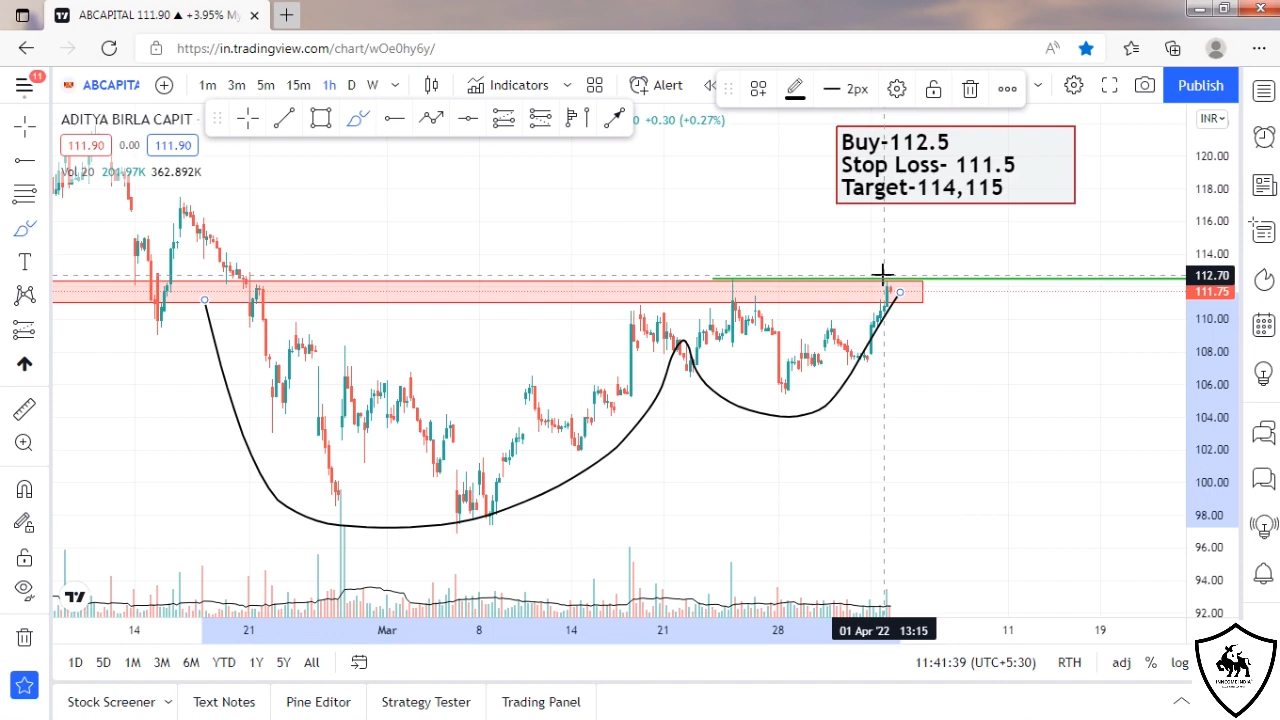 ABCAPITAL 111.90 ▲ +3.95% M
https://in.tradingview.com/chart/wOe0hy6y/
11
ABCAPITA 1m 3m 5m 15m 1h D W Indicators Alert 2px Publish
ADITYA BIRLA CAPIT 0 +0.30 (+0.27%) INR
111.90 0.00 111.90
Vol 20 201.97K 362.892K
Buy-112.5
Stop Loss- 111.5
Target-114,115
120.00
118.00
116.00
114.00
112.70
111.75
110.00
108.00
106.00
104.00
102.00
100.00
98.00
96.00
94.00
92.00
14 21 Mar 8 14 21 28 01 Apr '22 13:15 11 19
1D 5D 1M 3M 6M YTD 1Y 5Y All 11:41:39 (UTC+5:30) RTH adj % log
Stock Screener Text Notes Pine Editor Strategy Tester Trading Panel